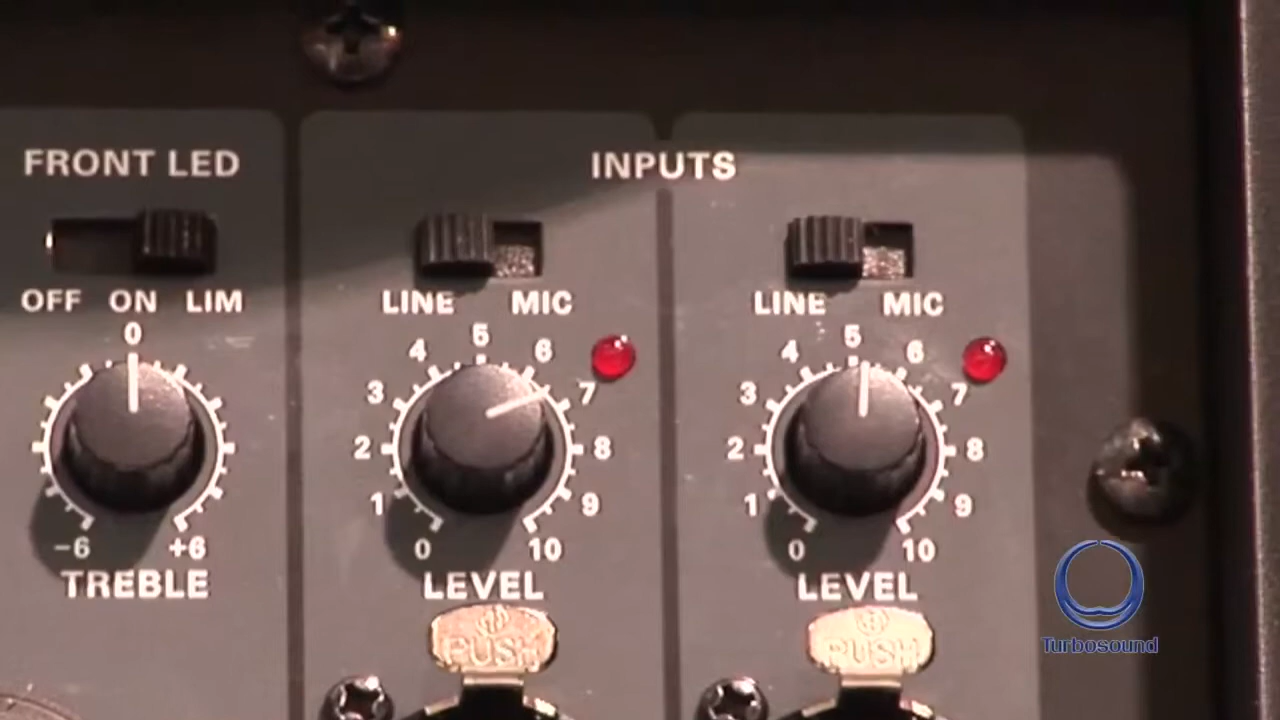 FRONT LED
OFF ON LIM
0
-6 +6
TREBLE
INPUTS
LINE MIC
0 1 2 3 4 5 6 7 8 9 10
LEVEL
PUSH
LINE MIC
0 1 2 3 4 5 6 7 8 9 10
LEVEL
PUSH
Turbosound